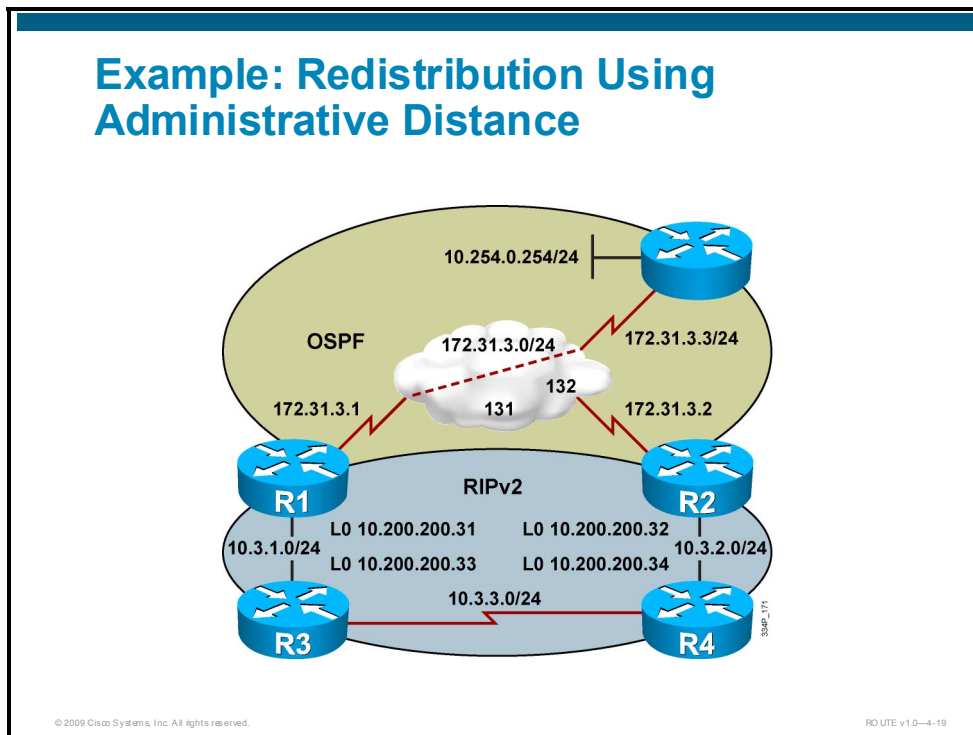 Example: Redistribution Using
Administrative Distance
10.254.0.254/24
OSPF
172.31.3.0/24
172.31.3.3/24
132
131
172.31.3.1
172.31.3.2
R1
RIPv2
R2
L0 10.200.200.31
L0 10.200.200.32
10.3.1.0/24
10.3.2.0/24
L0 10.200.200.33
L0 10.200.200.34
10.3.3.0/24
R3
R4
334P_171
© 2009 Cisco Systems, Inc. All rights reserved.
ROUTE v1.0—4-19